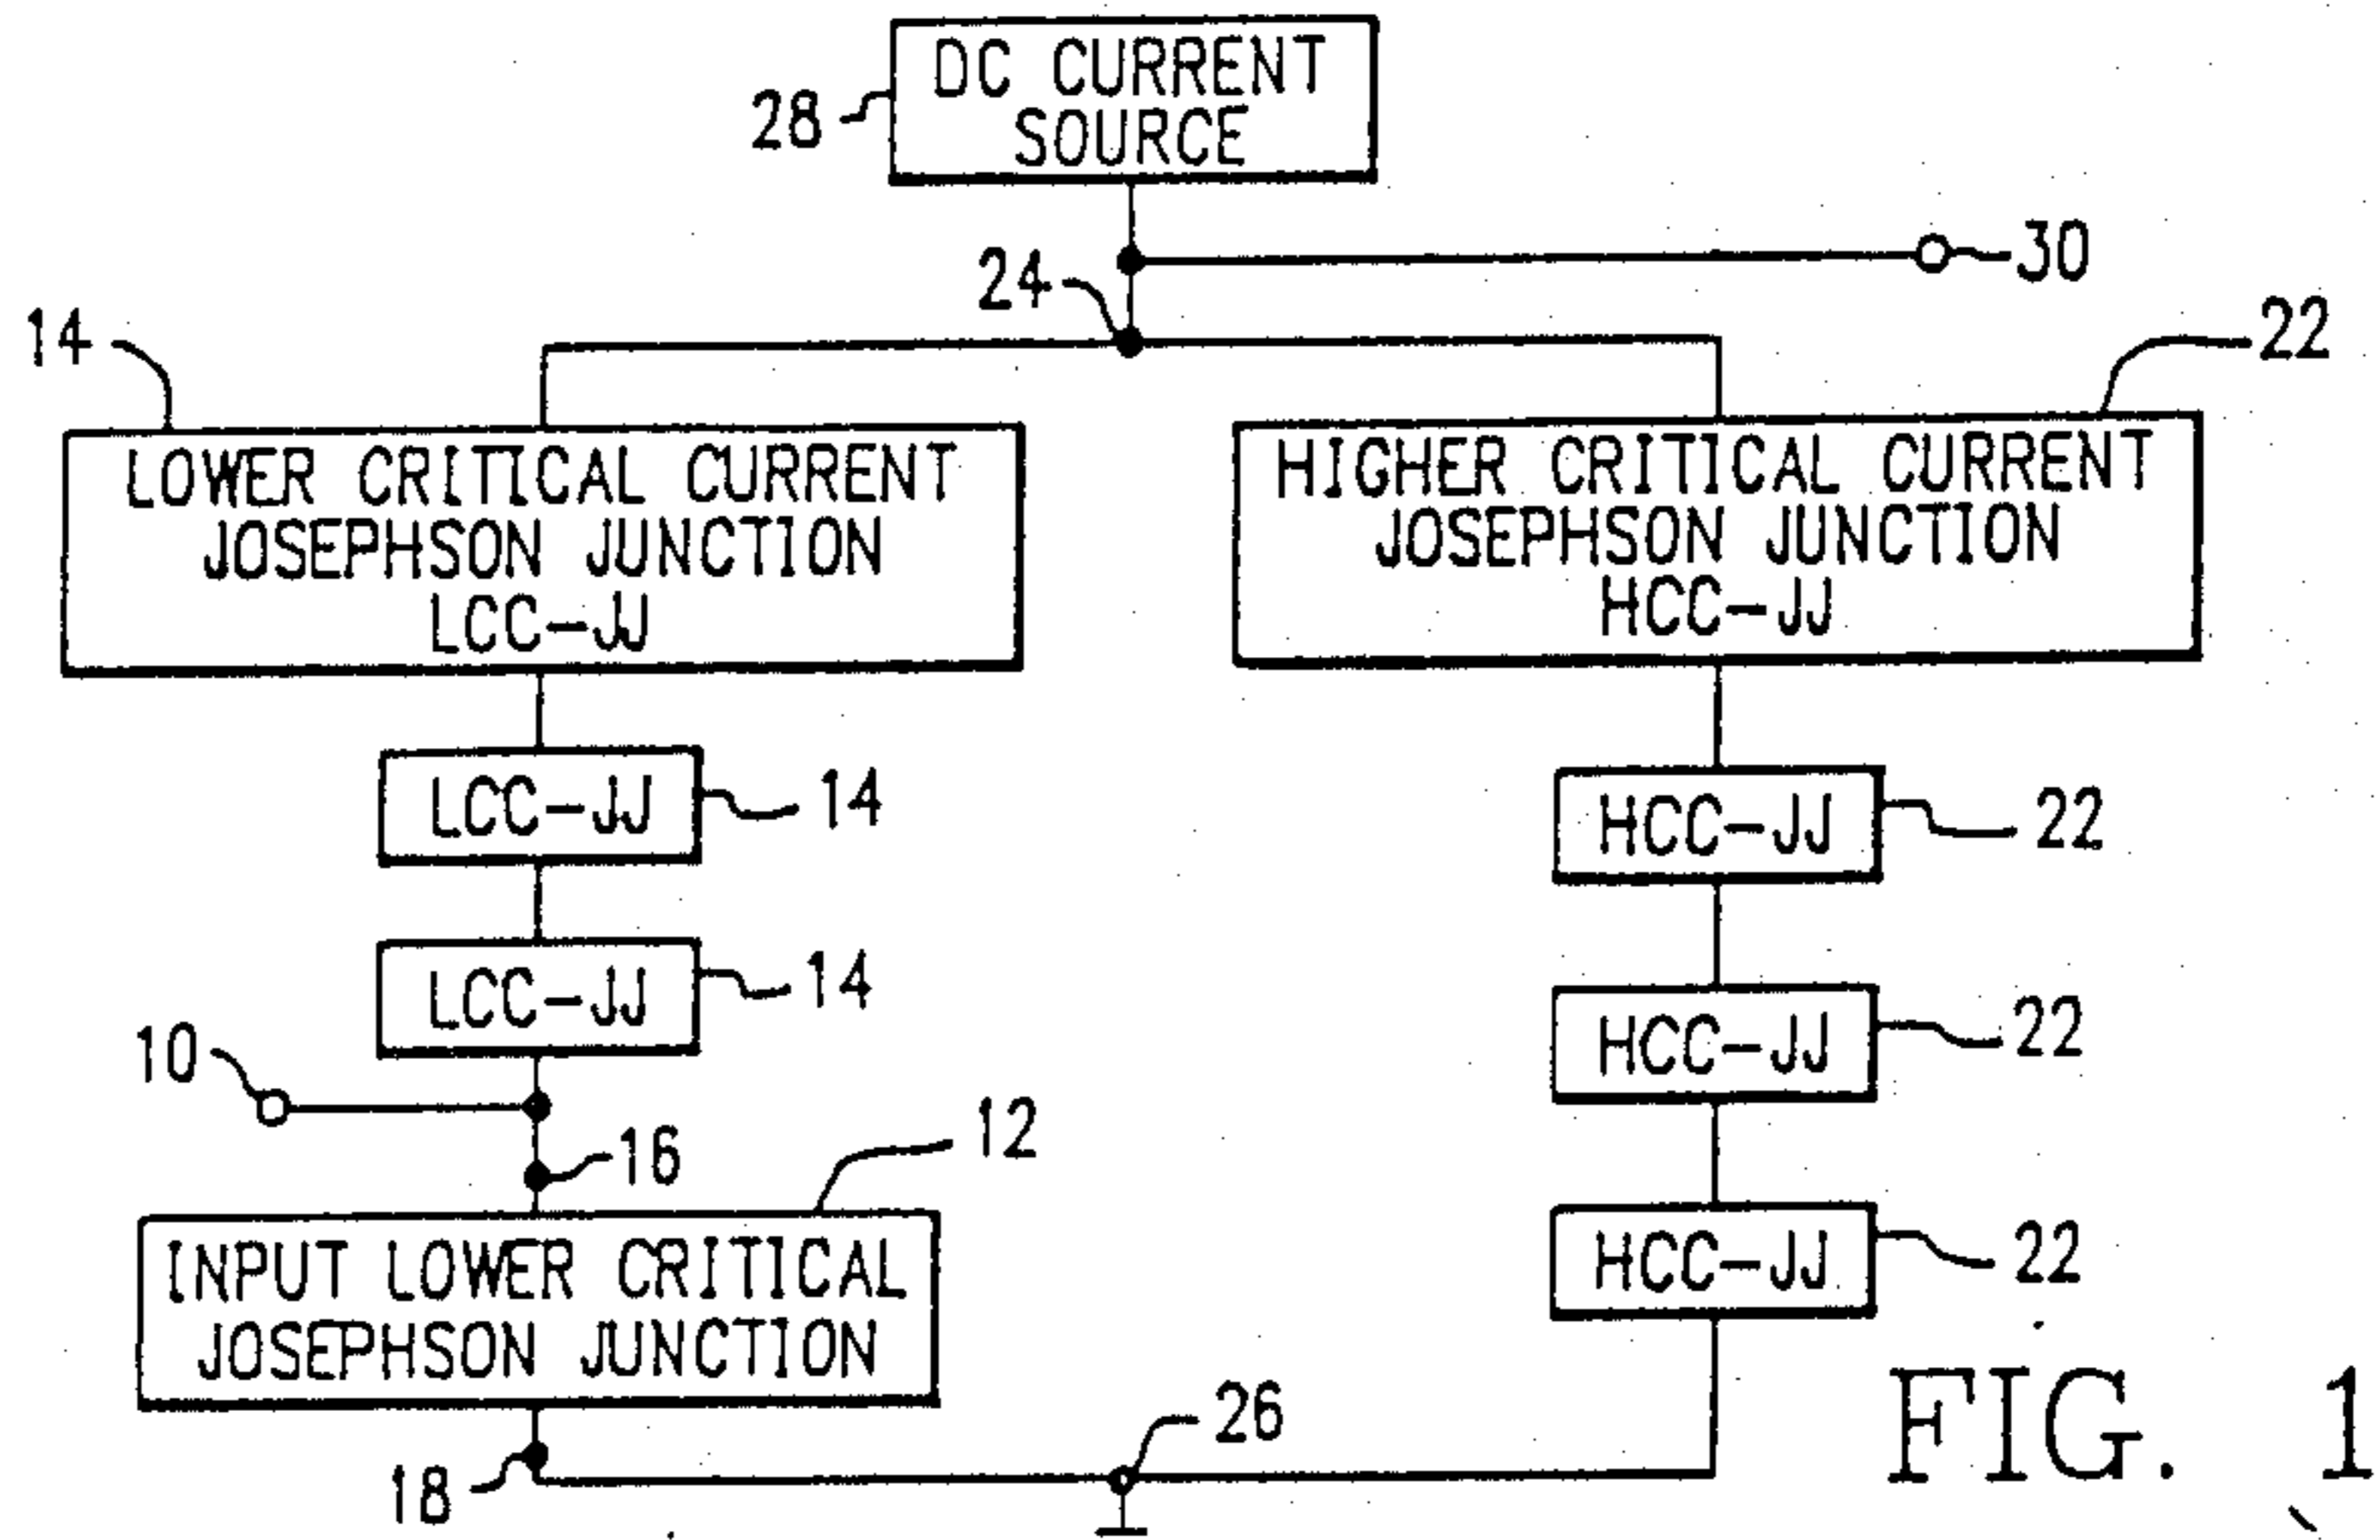 DC CURRENT
SOURCE
28
30
24
14
22
LOWER CRITICAL CURRENT
JOSEPHSON JUNCTION
LCC-JJ
HIGHER CRITICAL CURRENT
JOSEPHSON JUNCTION
HCC-JJ
LCC-JJ
14
HCC-JJ
22
LCC-JJ
14
HCC-JJ
22
10
16
12
INPUT LOWER CRITICAL
JOSEPHSON JUNCTION
HCC-JJ
22
18
26
FIG. 1